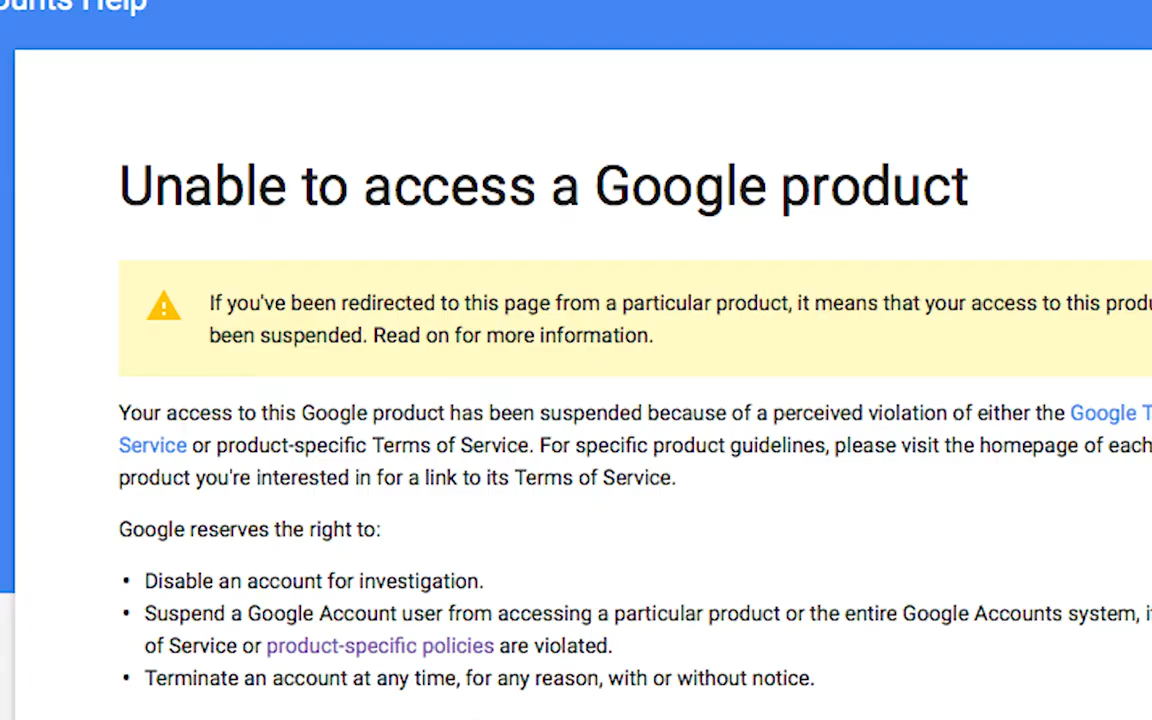 Help
Unable to access a Google product
If you've been redirected to this page from a particular product, it means that your access to this
been suspended. Read on for more information.
Your access to this Google product has been suspended because of a perceived violation of either the Google
Service or product-specific Terms of Service. For specific product guidelines, please visit the homepage of each
product you're interested in for a link to its Terms of Service.
Google reserves the right to:
• Disable an account for investigation.
• Suspend a Google Account user from accessing a particular product or the entire Google Accounts system,
of Service or product-specific policies are violated.
• Terminate an account at any time, for any reason, with or without notice.